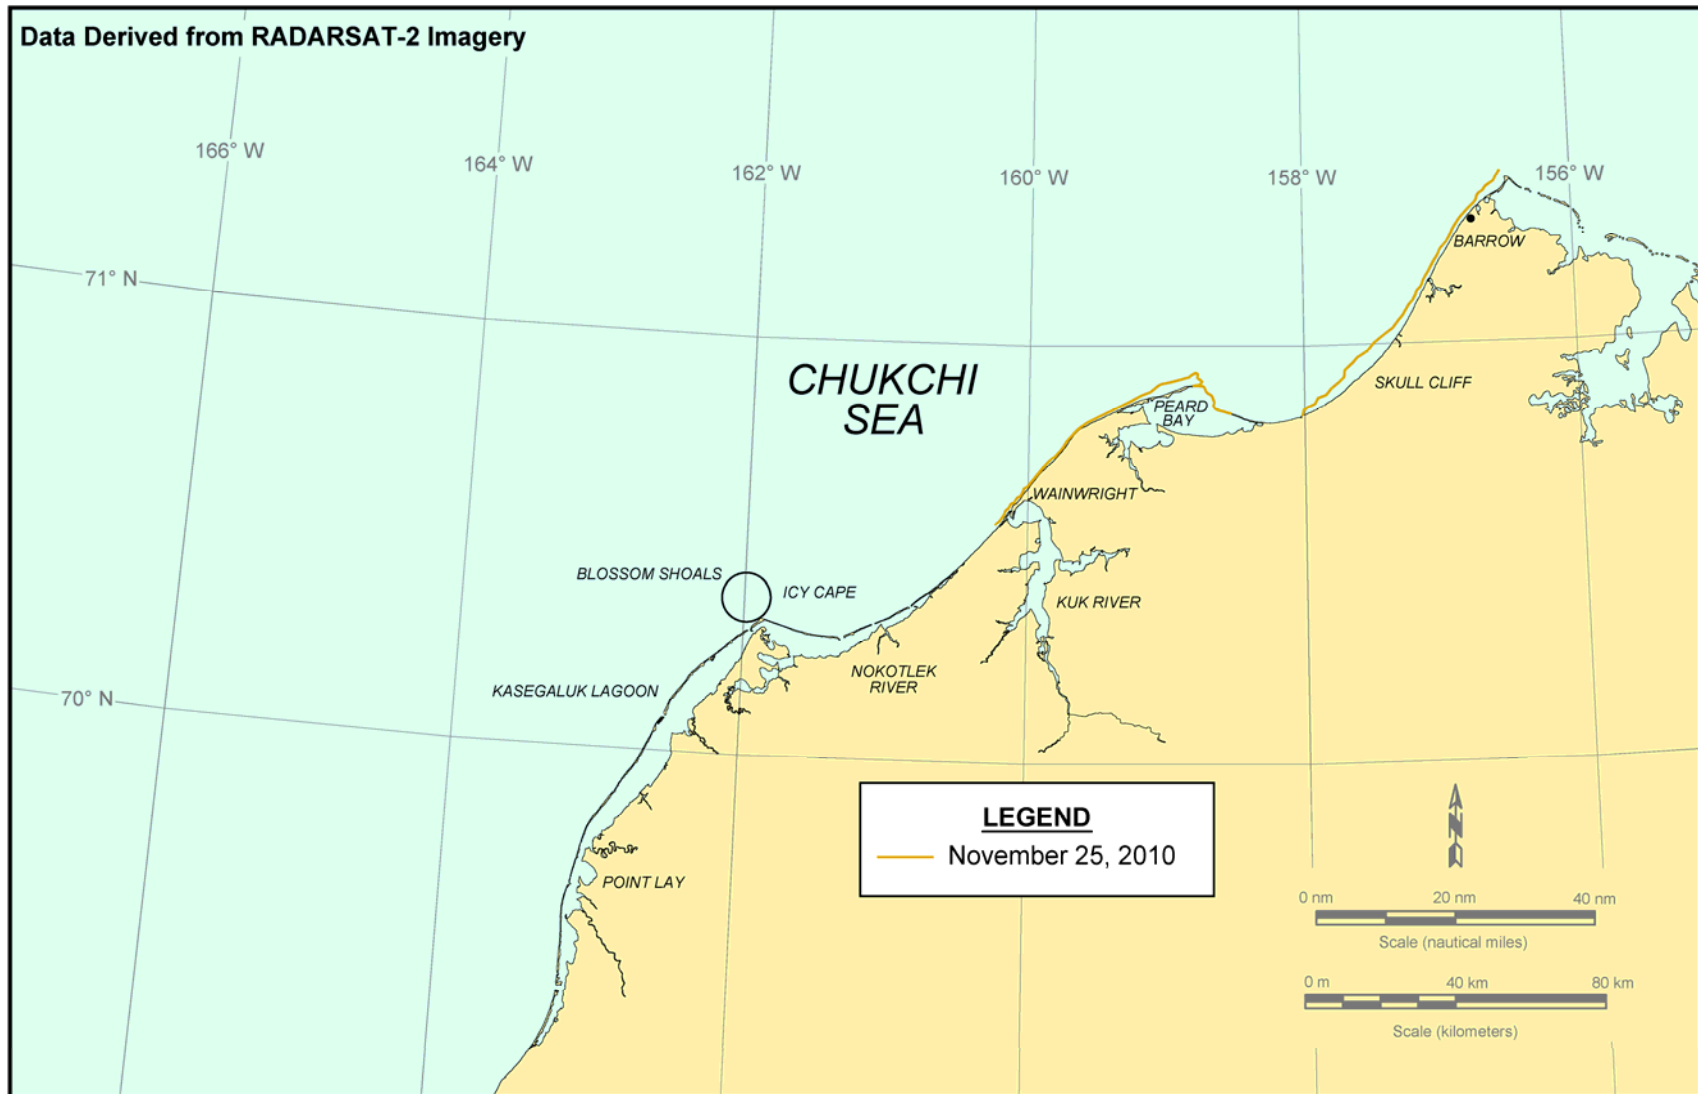 Data Derived from RADARSAT-2 Imagery
166° W
164° W
162° W
160° W
158° W
156° W
71° N
70° N
CHUKCHI
SEA
BARROW
SKULL CLIFF
PEARD
BAY
WAINWRIGHT
BLOSSOM SHOALS
ICY CAPE
KUK RIVER
NOKOTLEK
RIVER
KASEGALUK LAGOON
POINT LAY
LEGEND
November 25, 2010
N
0 nm 20 nm 40 nm
Scale (nautical miles)
0 m 40 km 80 km
Scale (kilometers)